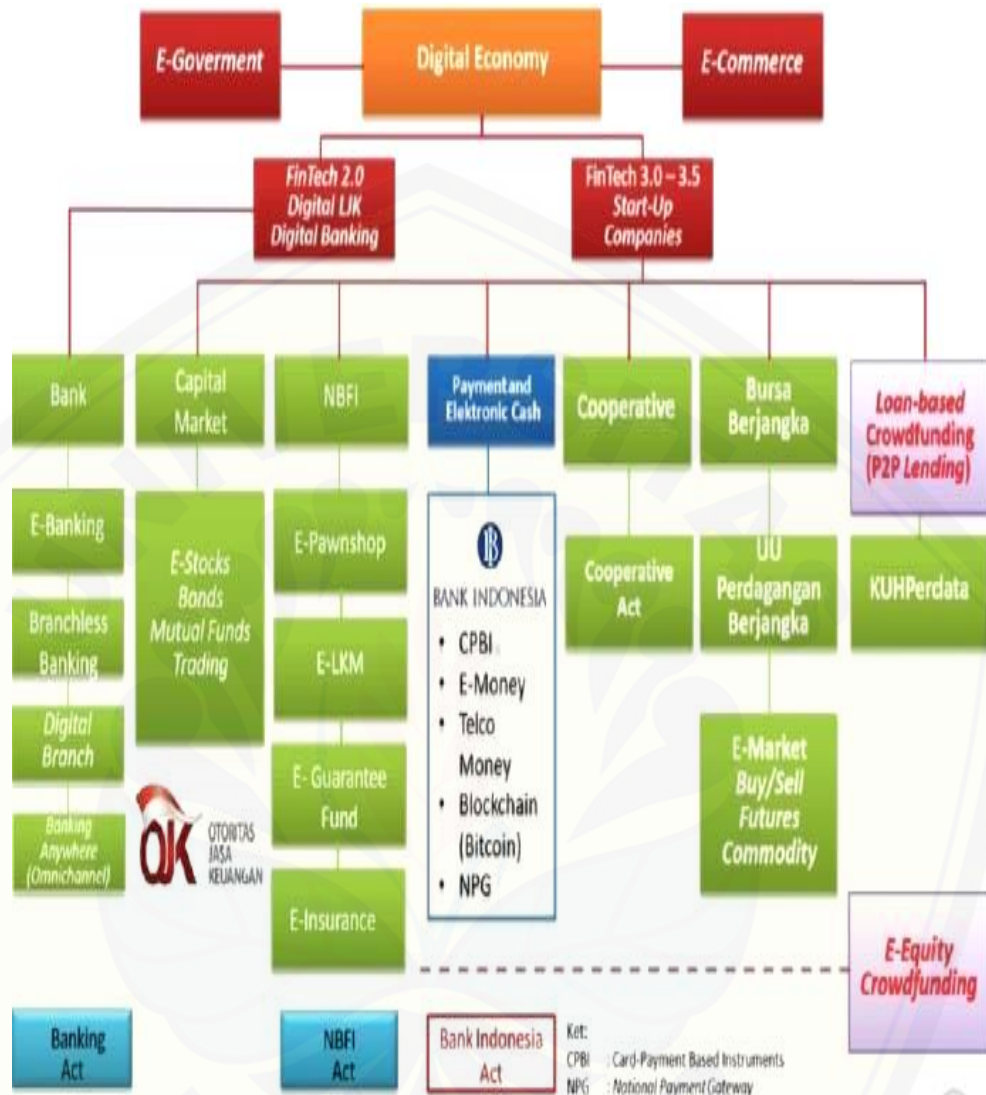 E-Goverment
Digital Economy
E-Commerce
FinTech 2.0
Digital LJK
Digital Banking
FinTech 3.0 – 3.5
Start-Up
Companies
Bank
Capital
Market
NBFI
Payment and
Elektronic Cash
Cooperative
Bursa
Berjangka
Loan-based
Crowdfunding
(P2P Lending)
E-Banking
Branchless
Banking
Digital
Branch
Banking
Anywhere
(Omnichannel)
E-Stocks
Bonds
Mutual Funds
Trading
OJK
OTORITAS
JASA
KEUANGAN
E-Pawnshop
E-LKM
E- Guarantee
Fund
E-Insurance
BANK INDONESIA
• CPBI
• E-Money
• Telco
Money
• Blockchain
(Bitcoin)
• NPG
Cooperative
Act
UU
Perdagangan
Berjangka
E-Market
Buy/Sell
Futures
Commodity
KUHPerdata
E-Equity
Crowdfunding
Banking
Act
NBFI
Act
Bank Indonesia
Act
Ket:
CPBI : Card-Payment Based Instruments
NPG : National Payment Gateway